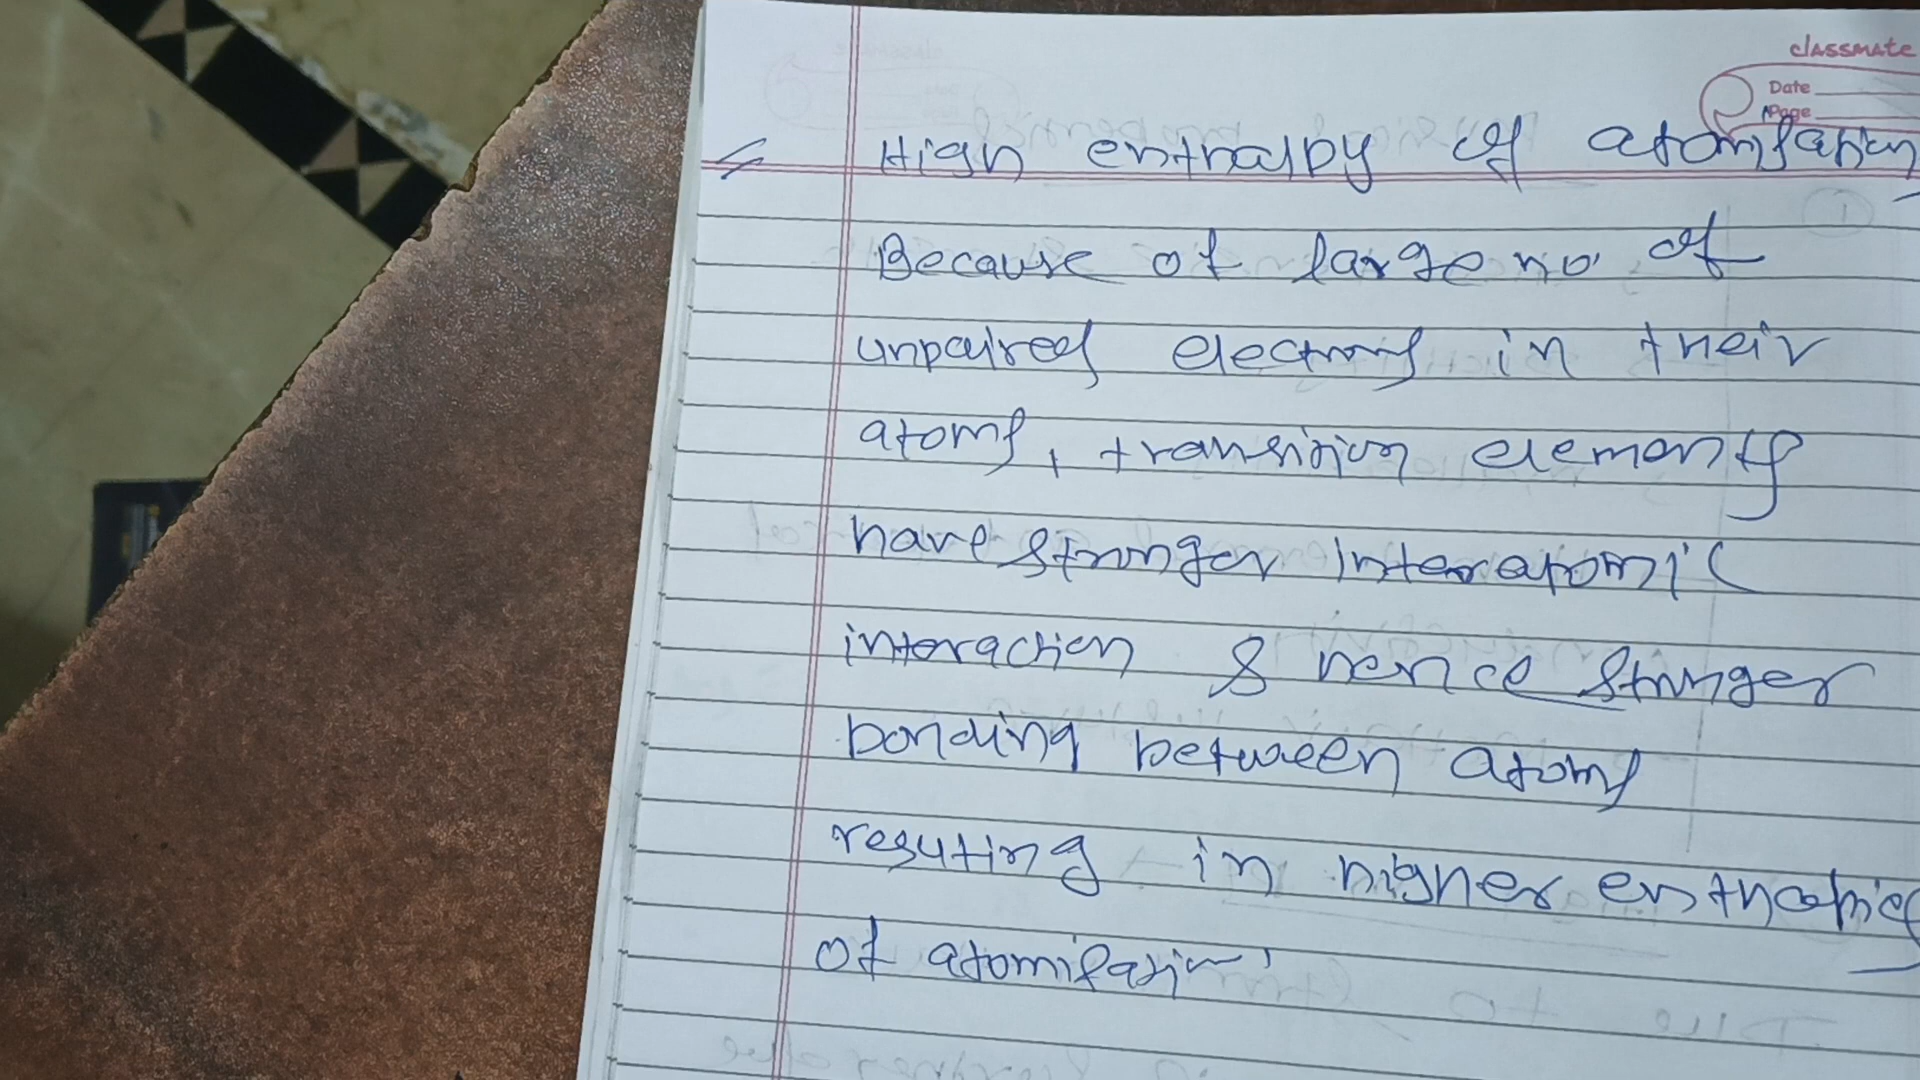 classmate
Date
Page
High enthalpy of atomisation
Because of large no. of
unpaired electrons in their
atoms, transition elements
have stronger interatomic
interaction & hence stronger
bonding between atoms
resuting in higher enthalpies
of atomisation.